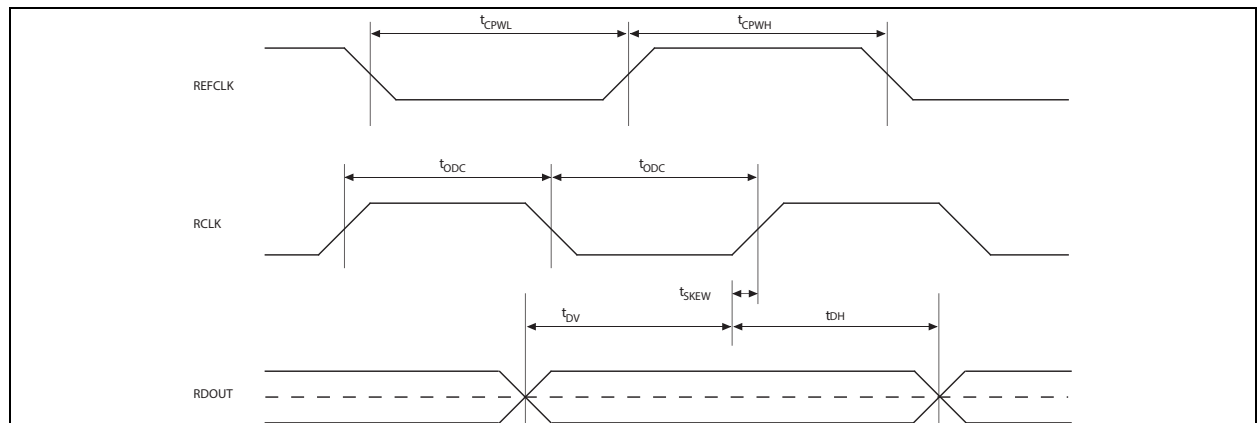 tCPWL tCPWH
REFCLK
tODC tODC
RCLK
tSKEW
tDV tDH
RDOUT